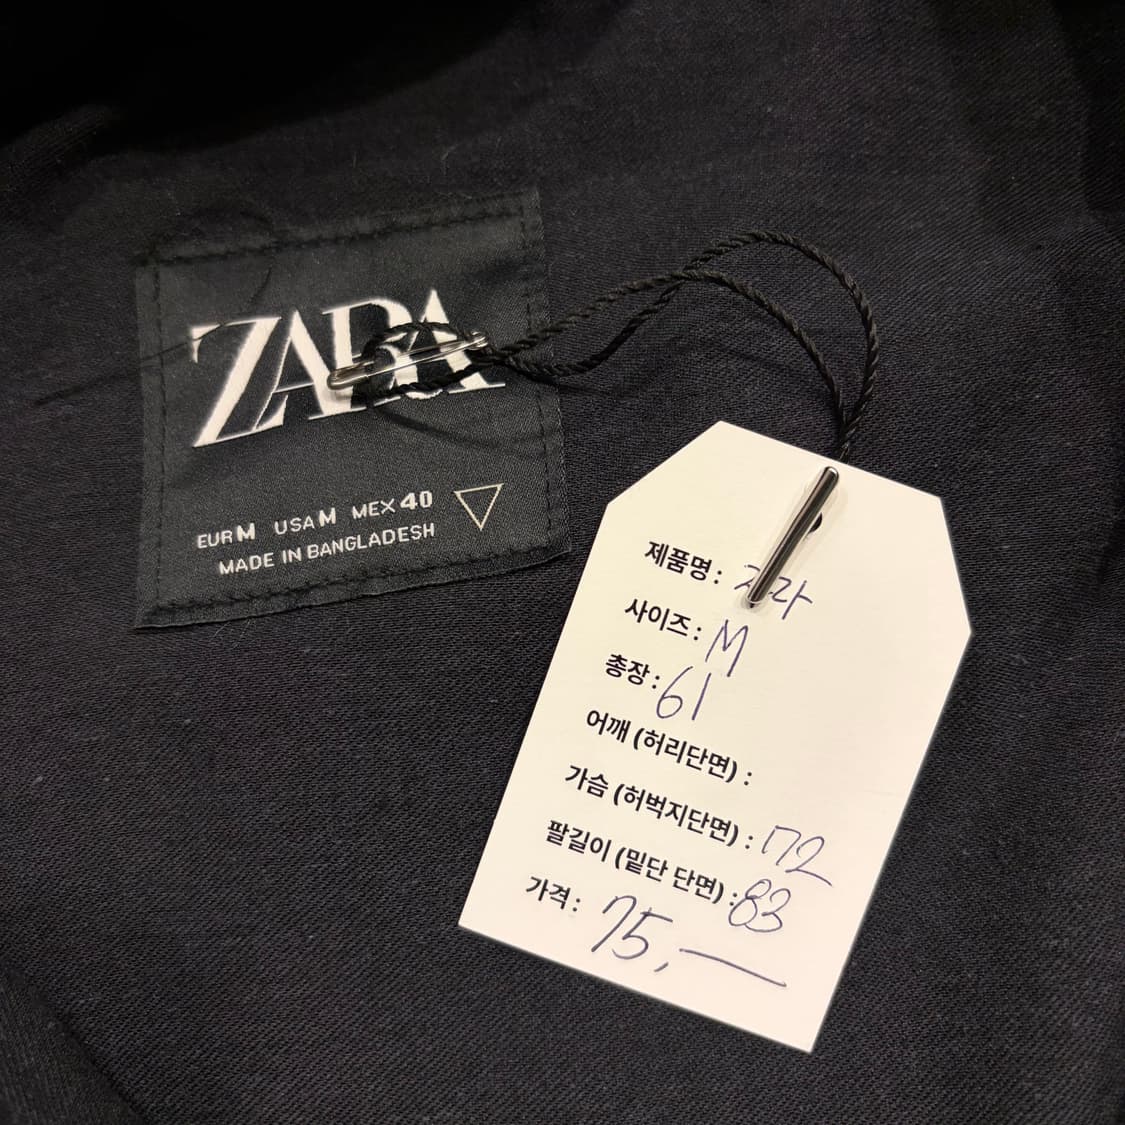 ZARA
EUR M USA M MEX 40
MADE IN BANGLADESH
제품명 : 자라
사이즈 : M
총장 : 61
어깨 (허리단면) :
가슴 (허벅지단면) : 72
팔길이 (밑단 단면) : 83
가격 : 75,—